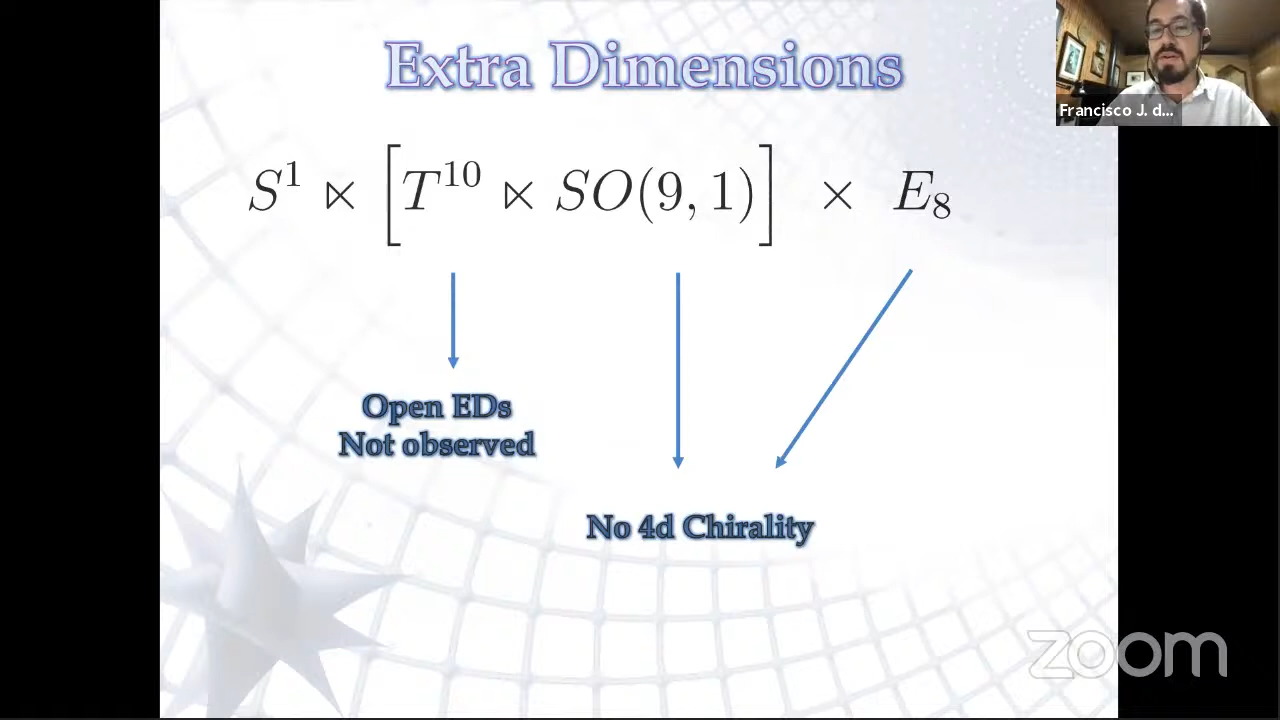 Extra Dimensions
Francisco J. d...
S¹ ⋉ [T¹⁰ ⋉ SO(9, 1)] × E₈
Open EDs
Not observed
No 4d Chirality
zoom